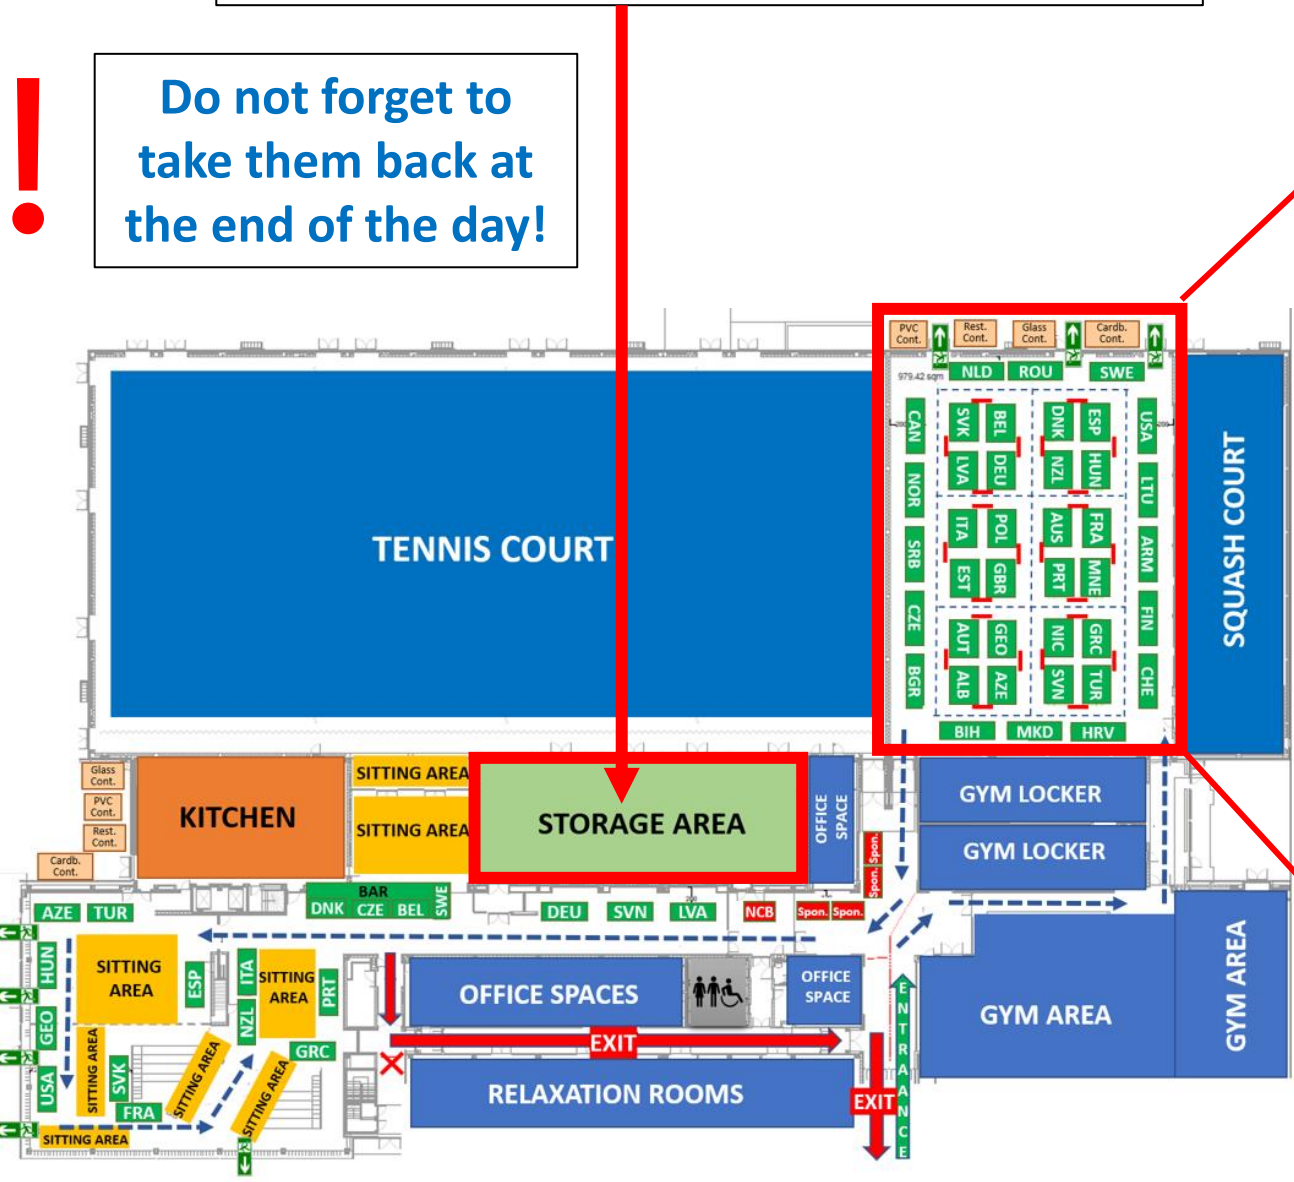 Do not forget to
take them back at
the end of the day!
PVC
Cont.
Rest.
Cont.
Glass
Cont.
Cardb.
Cont.
979.42 sqm
NLD
ROU
SWE
CAN
NOR
SRB
CZE
BGR
SVK
BEL
LVA
DEU
DNK
ESP
NZL
HUN
ITA
POL
EST
GBR
AUS
FRA
PRT
MNE
AUT
GEO
ALB
AZE
NIC
GRC
SVN
TUR
USA
LTU
ARM
FIN
CHE
BIH
MKD
HRV
TENNIS COURT
SQUASH COURT
Glass
Cont.
PVC
Cont.
Rest.
Cont.
Cardb.
Cont.
KITCHEN
SITTING AREA
SITTING AREA
STORAGE AREA
OFFICE
SPACE
Spon.
Spon.
GYM LOCKER
GYM LOCKER
BAR
DNK
CZE
BEL
SWE
DEU
SVN
LVA
NCB
Spon.
Spon.
AZE
TUR
HUN
GEO
USA
SITTING
AREA
ESP
ITA
NZL
SITTING
AREA
PRT
GRC
SITTING AREA
SVK
FRA
SITTING AREA
SITTING AREA
SITTING AREA
OFFICE SPACES
OFFICE
SPACE
EXIT
RELAXATION ROOMS
EXIT
ENTRAANCE
GYM AREA
GYM AREA